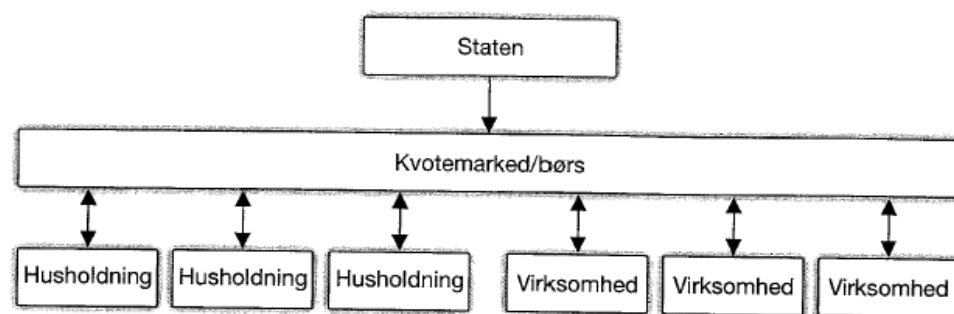 Staten
Kvotemarked/børs
Husholdning
Husholdning
Husholdning
Virksomhed
Virksomhed
Virksomhed